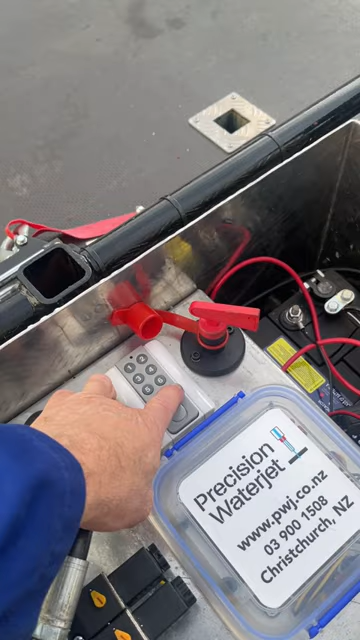 Precision
Waterjet
www.pwj.co.nz
03 900 1508
Christchurch, NZ